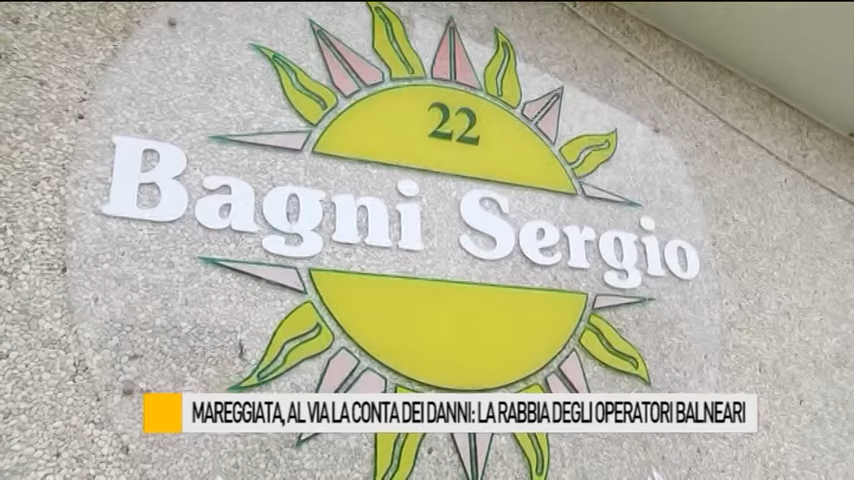 22
Bagni Sergio
MAREGGIATA, AL VIA LA CONTA DEI DANNI: LA RABBIA DEGLI OPERATORI BALNEARI